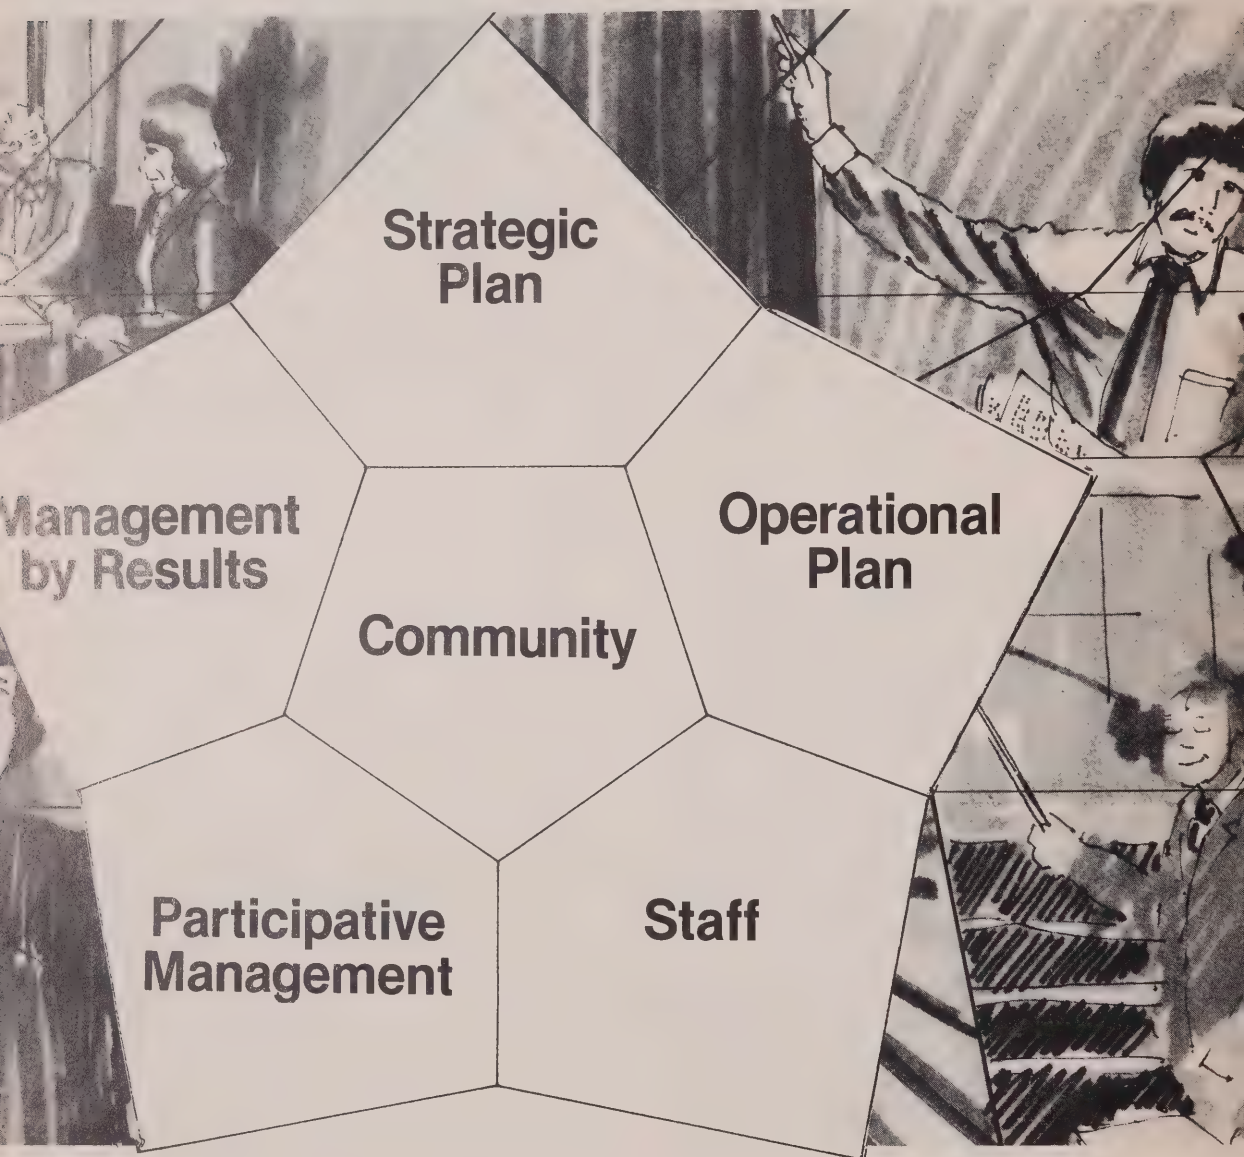 Strategic
Plan
Management
by Results
Operational
Plan
Community
Participative
Management
Staff